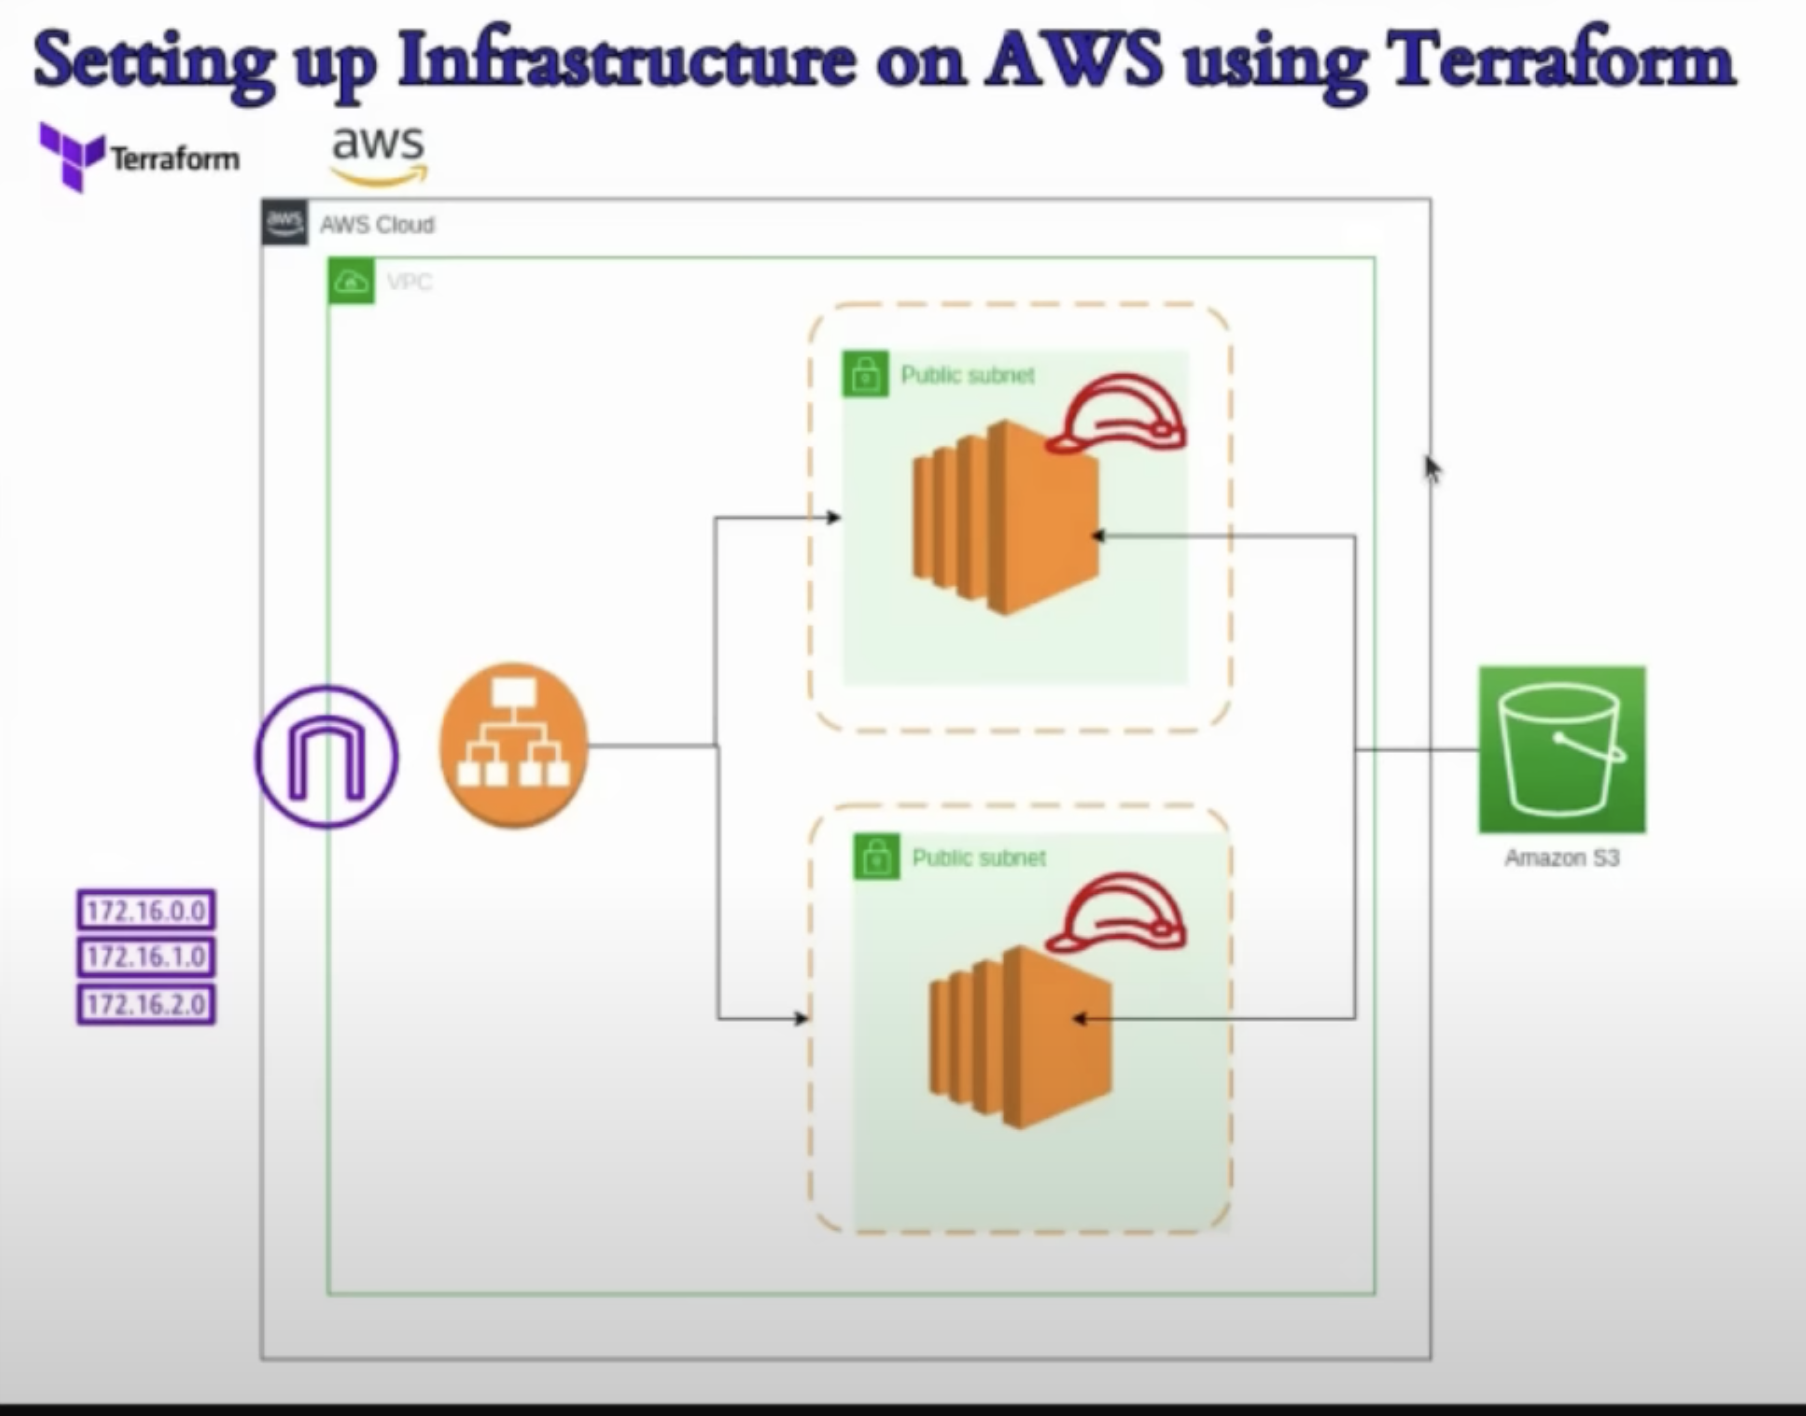 Setting up Infrastructure on AWS using Terraform
Terraform
aws
aws
AWS Cloud
VPC
Public subnet
Amazon S3
Public subnet
172.16.0.0
172.16.1.0
172.16.2.0